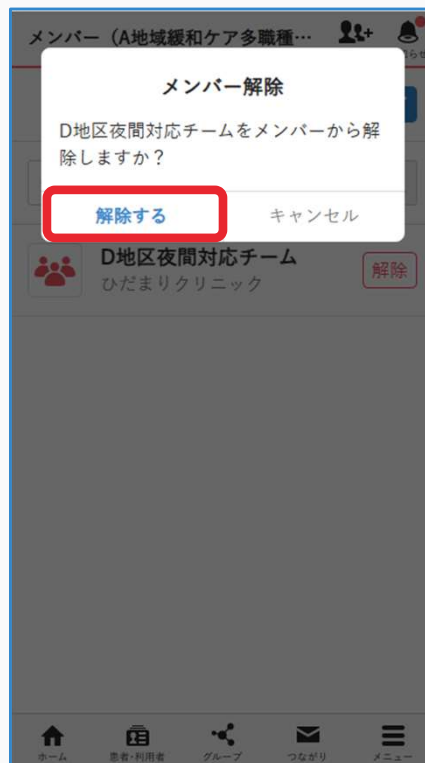 メンバー（A地域緩和ケア多職種…
メンバー解除
D地区夜間対応チームをメンバーから解
除しますか？
解除する
キャンセル
D地区夜間対応チーム
ひだまりクリニック
解除
ホーム
患者･利用者
グループ
つながり
メニュー